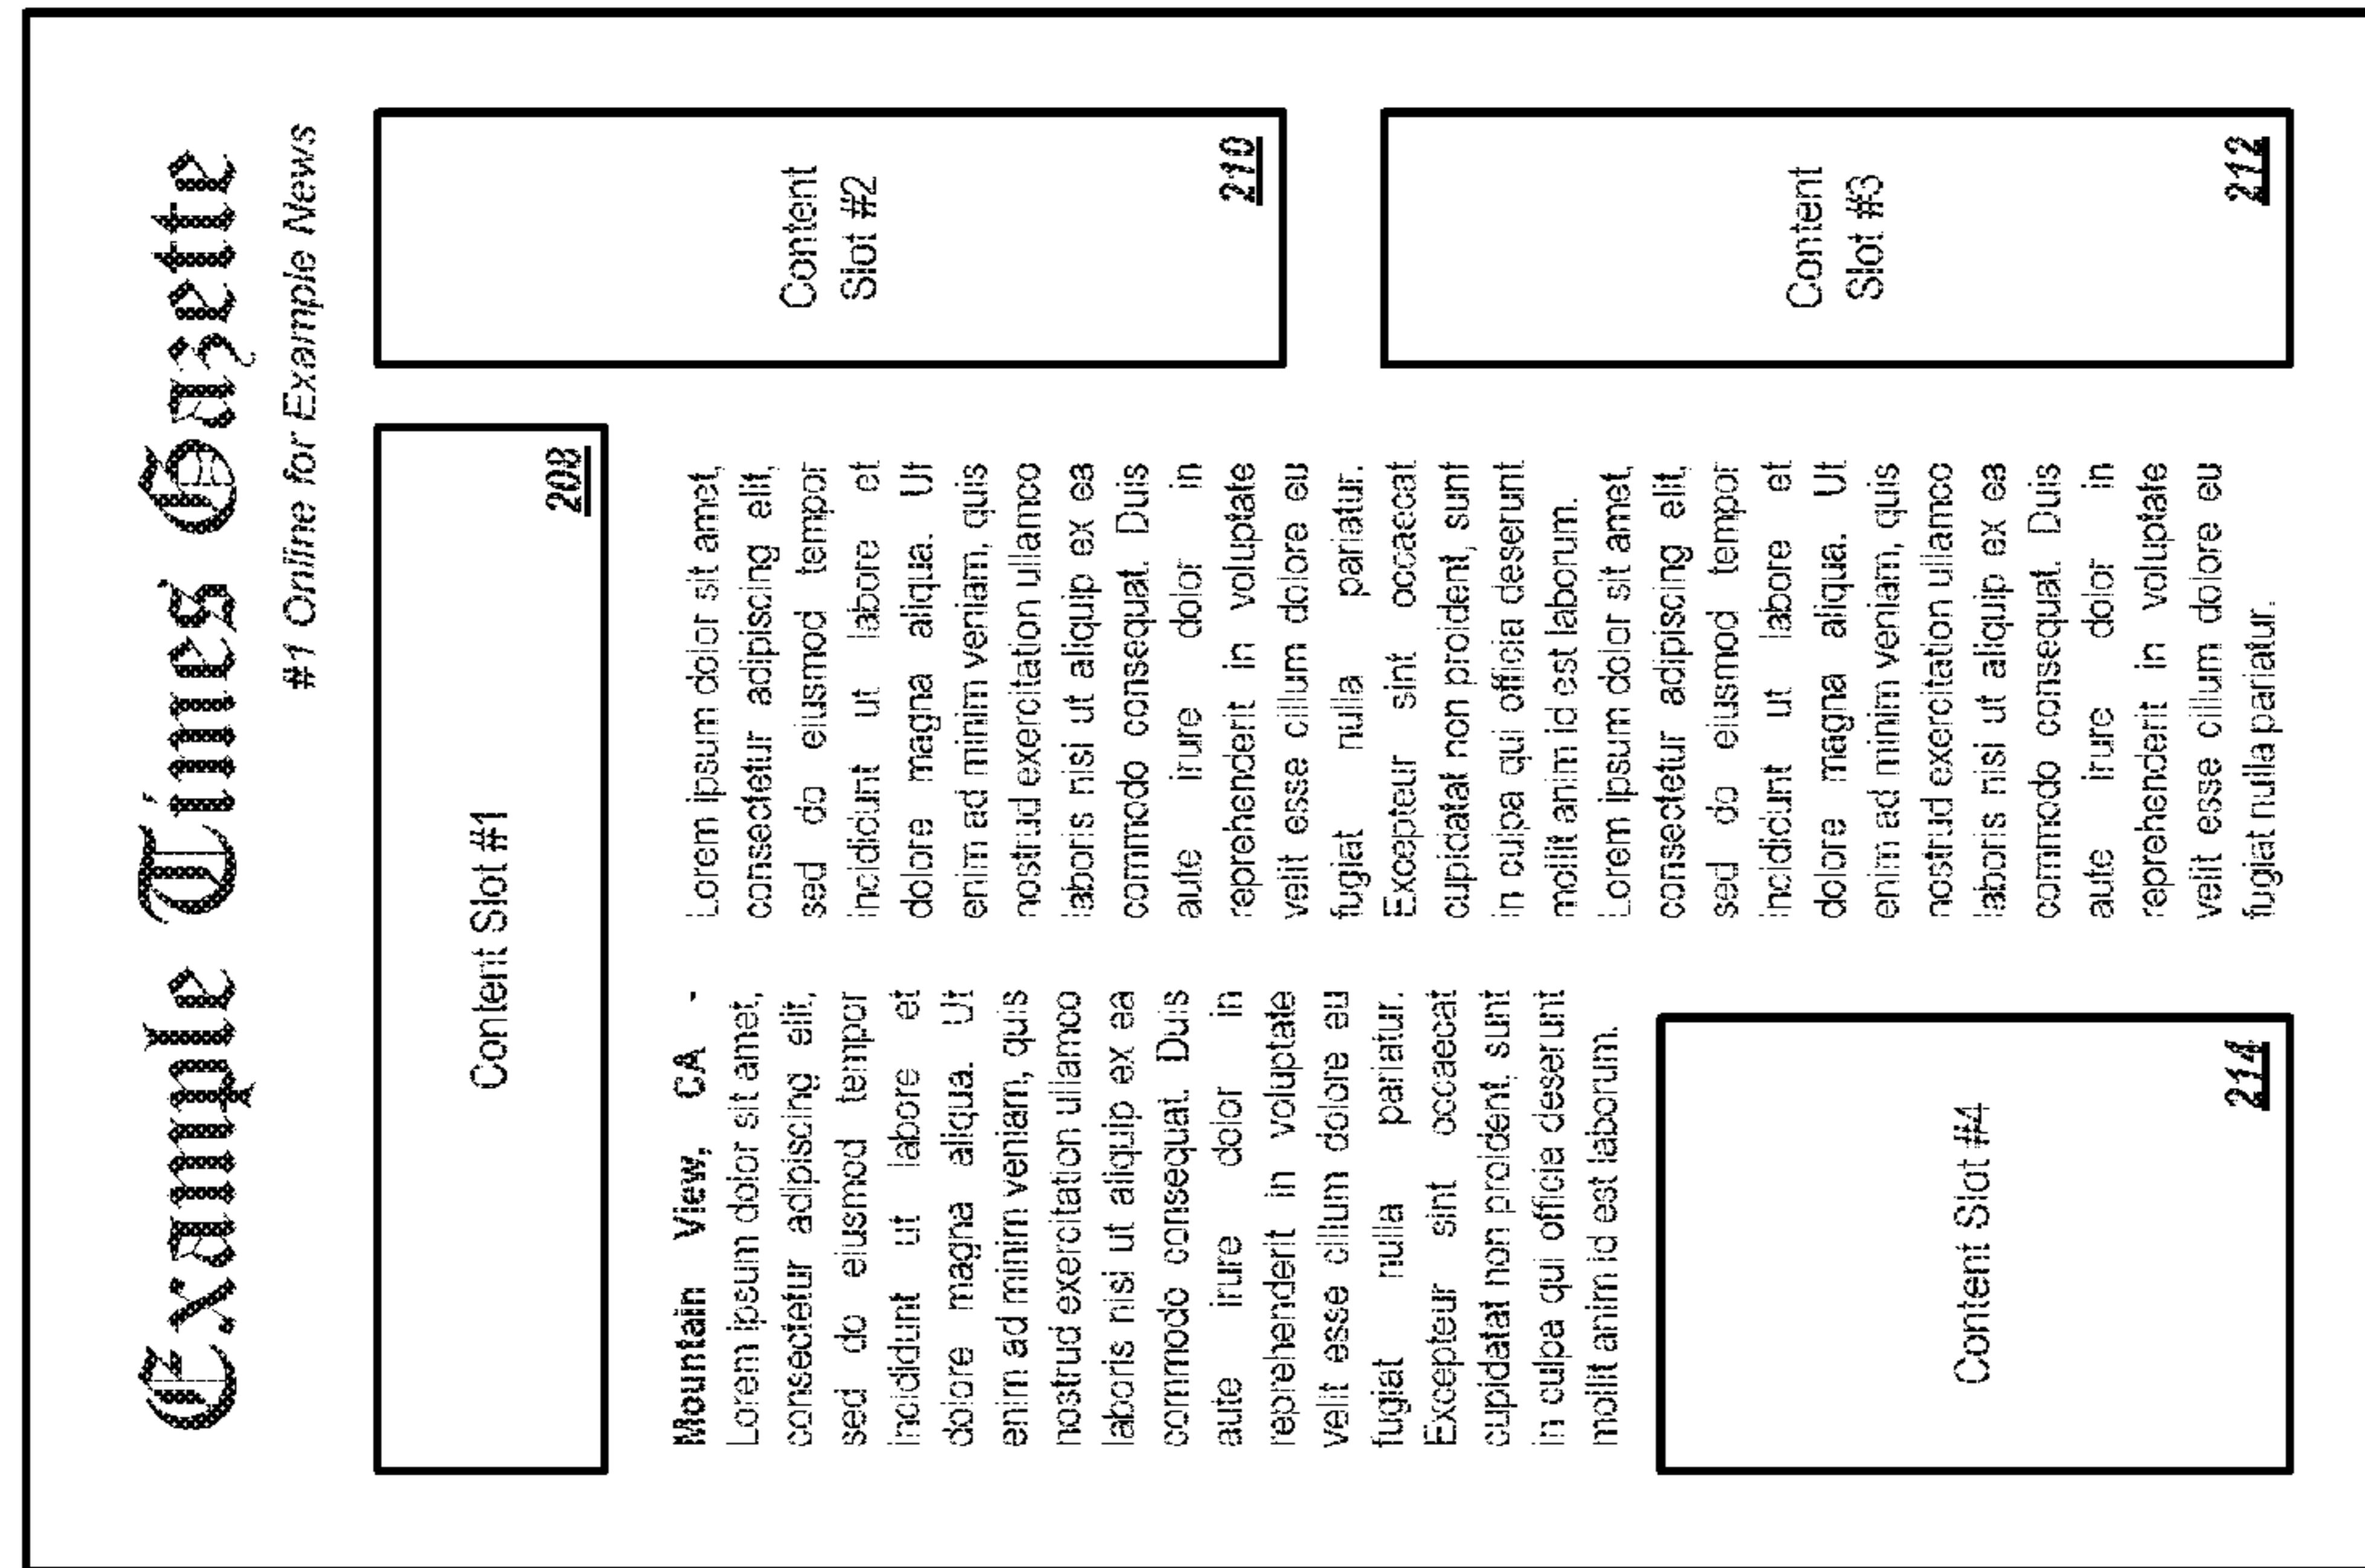 Example Times Gazette
#1 Online for Example News
Content Slot #1
208
Content
Slot #2
210
Mountain View, CA -
Lorem ipsum dolor sit amet,
consectetur adipiscing elit,
sed do eiusmod tempor
incididunt ut labore et
dolore magna aliqua. Ut
enim ad minim veniam, quis
nostrud exercitation ullamco
laboris nisi ut aliquip ex ea
commodo consequat. Duis
aute irure dolor in
reprehenderit in voluptate
velit esse cillum dolore eu
fugiat nulla pariatur.
Excepteur sint occaecat
cupidatat non proident, sunt
in culpa qui officia deserunt
mollit anim id est laborum.
Content Slot #4
214
Lorem ipsum dolor sit amet,
consectetur adipiscing elit,
sed do eiusmod tempor
incididunt ut labore et
dolore magna aliqua. Ut
enim ad minim veniam, quis
nostrud exercitation ullamco
laboris nisi ut aliquip ex ea
commodo consequat. Duis
aute irure dolor in
reprehenderit in voluptate
velit esse cillum dolore eu
fugiat nulla pariatur.
Excepteur sint occaecat
cupidatat non proident, sunt
in culpa qui officia deserunt
mollit anim id est laborum.
Lorem ipsum dolor sit amet,
consectetur adipiscing elit,
sed do eiusmod tempor
incididunt ut labore et
dolore magna aliqua. Ut
enim ad minim veniam, quis
nostrud exercitation ullamco
laboris nisi ut aliquip ex ea
commodo consequat. Duis
aute irure dolor in
reprehenderit in voluptate
velit esse cillum dolore eu
fugiat nulla pariatur.
Content
Slot #3
212